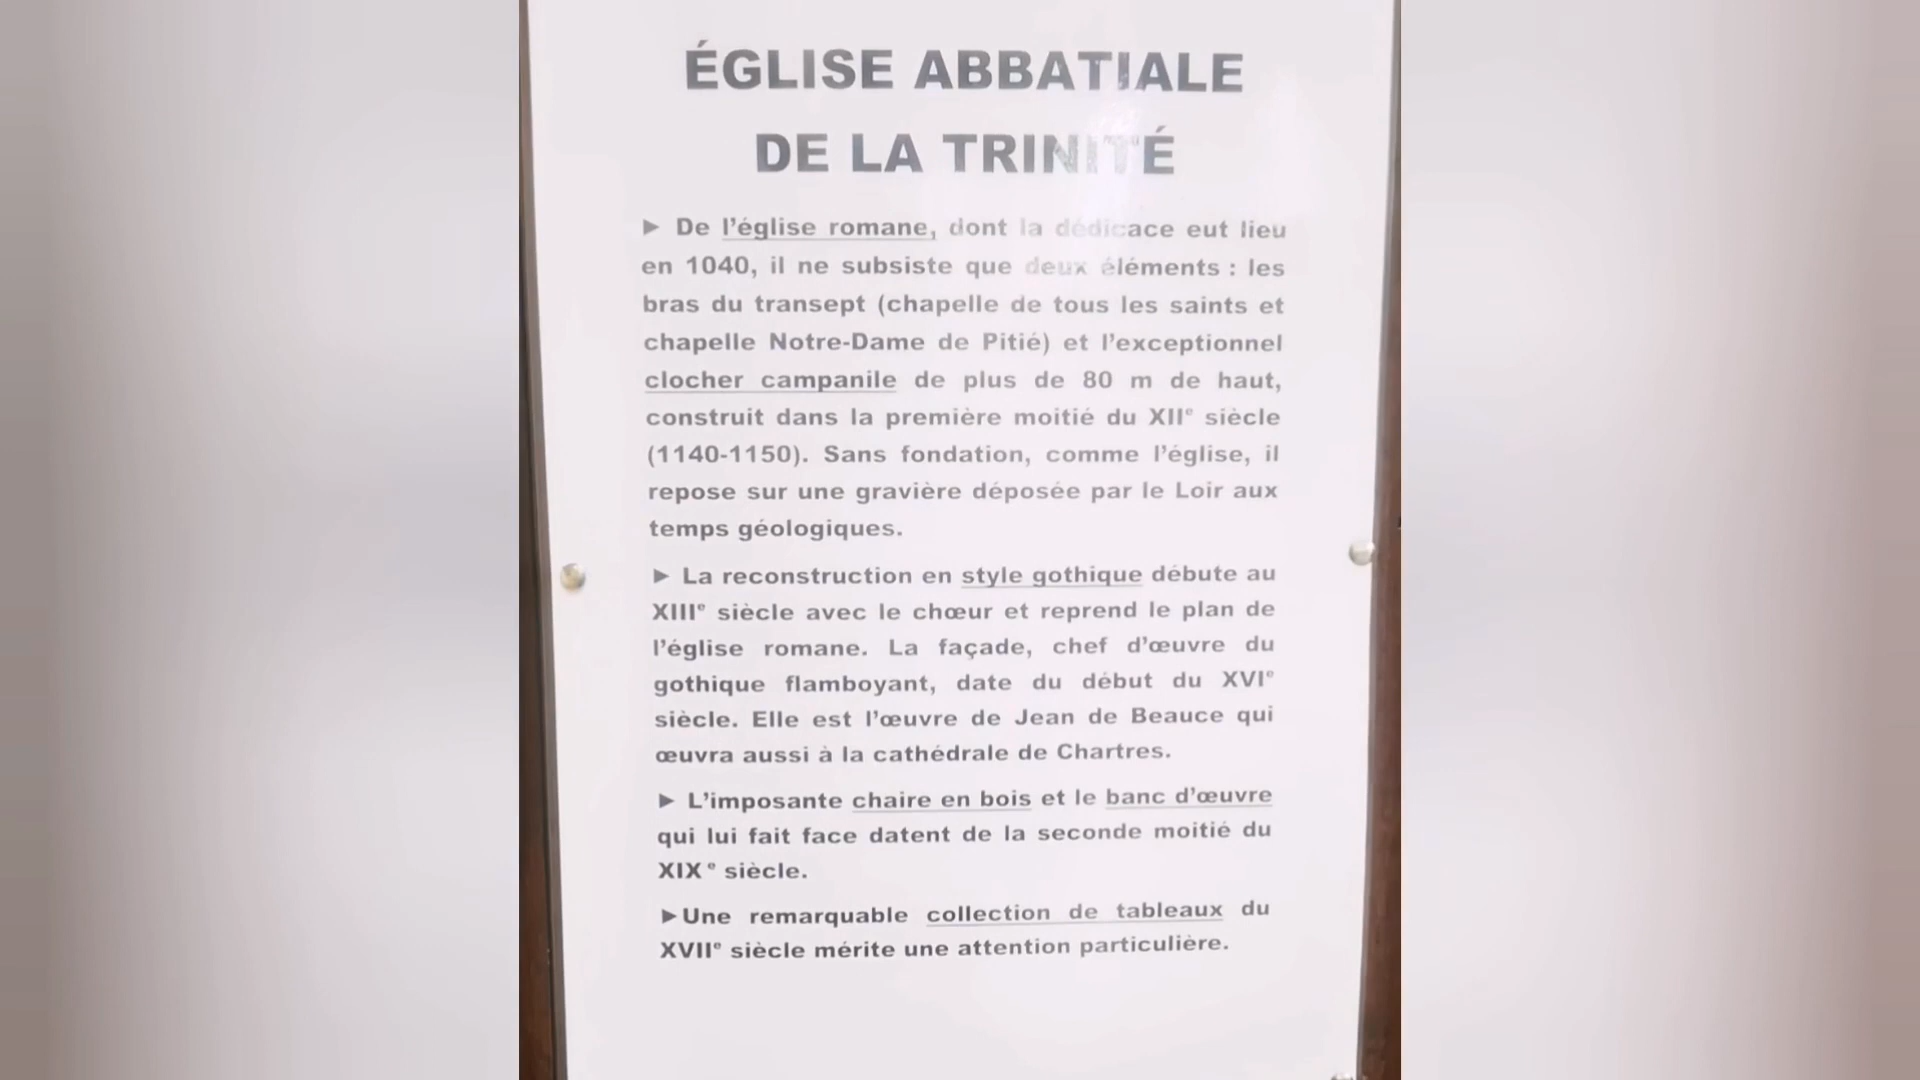 ÉGLISE ABBATIALE
DE LA TRINITÉ
► De l'église romane, dont la dédicace eut lieu
en 1040, il ne subsiste que deux éléments : les
bras du transept (chapelle de tous les saints et
chapelle Notre-Dame de Pitié) et l'exceptionnel
clocher campanile de plus de 80 m de haut,
construit dans la première moitié du XIIe siècle
(1140-1150). Sans fondation, comme l'église, il
repose sur une gravière déposée par le Loir aux
temps géologiques.
► La reconstruction en style gothique débute au
XIIIe siècle avec le chœur et reprend le plan de
l'église romane. La façade, chef d'œuvre du
gothique flamboyant, date du début du XVIe
siècle. Elle est l'œuvre de Jean de Beauce qui
œuvra aussi à la cathédrale de Chartres.
► L'imposante chaire en bois et le banc d'œuvre
qui lui fait face datent de la seconde moitié du
XIX e siècle.
►Une remarquable collection de tableaux du
XVIIe siècle mérite une attention particulière.